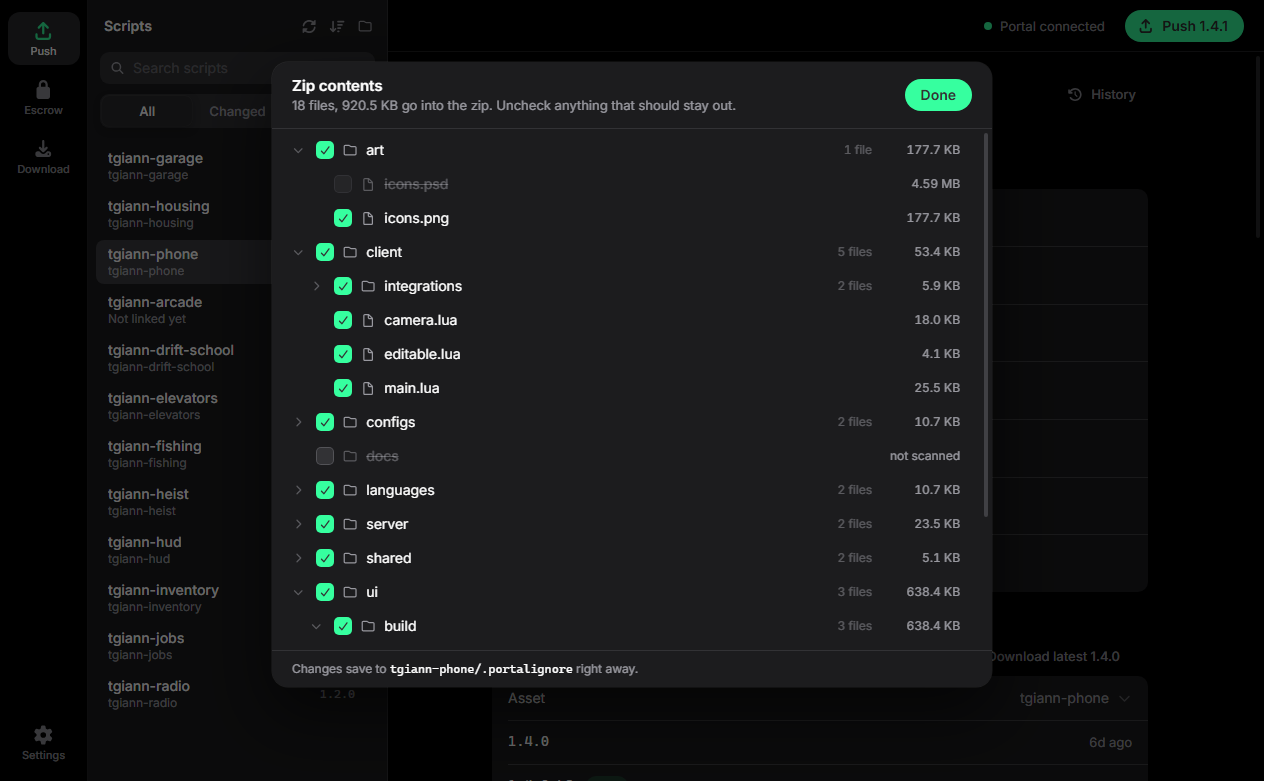 Push
Escrow
Download
Settings
Scripts
Search scripts
All
Changed
tgiann-garage
tgiann-garage
tgiann-housing
tgiann-housing
tgiann-phone
tgiann-phone
tgiann-arcade
Not linked yet
tgiann-drift-school
tgiann-drift-school
tgiann-elevators
tgiann-elevators
tgiann-fishing
tgiann-fishing
tgiann-heist
tgiann-heist
tgiann-hud
tgiann-hud
tgiann-inventory
tgiann-inventory
tgiann-jobs
tgiann-jobs
tgiann-radio
tgiann-radio
1.2.0
Portal connected
Push 1.4.1
History
Zip contents
18 files, 920.5 KB go into the zip. Uncheck anything that should stay out.
Done
art 1 file 177.7 KB
icons.psd 4.59 MB
icons.png 177.7 KB
client 5 files 53.4 KB
integrations 2 files 5.9 KB
camera.lua 18.0 KB
editable.lua 4.1 KB
main.lua 25.5 KB
configs 2 files 10.7 KB
docs not scanned
languages 2 files 10.7 KB
server 2 files 23.5 KB
shared 2 files 5.1 KB
ui 3 files 638.4 KB
build 3 files 638.4 KB
Changes save to tgiann-phone/.portalignore right away.
Download latest 1.4.0
Asset tgiann-phone
1.4.0 6d ago